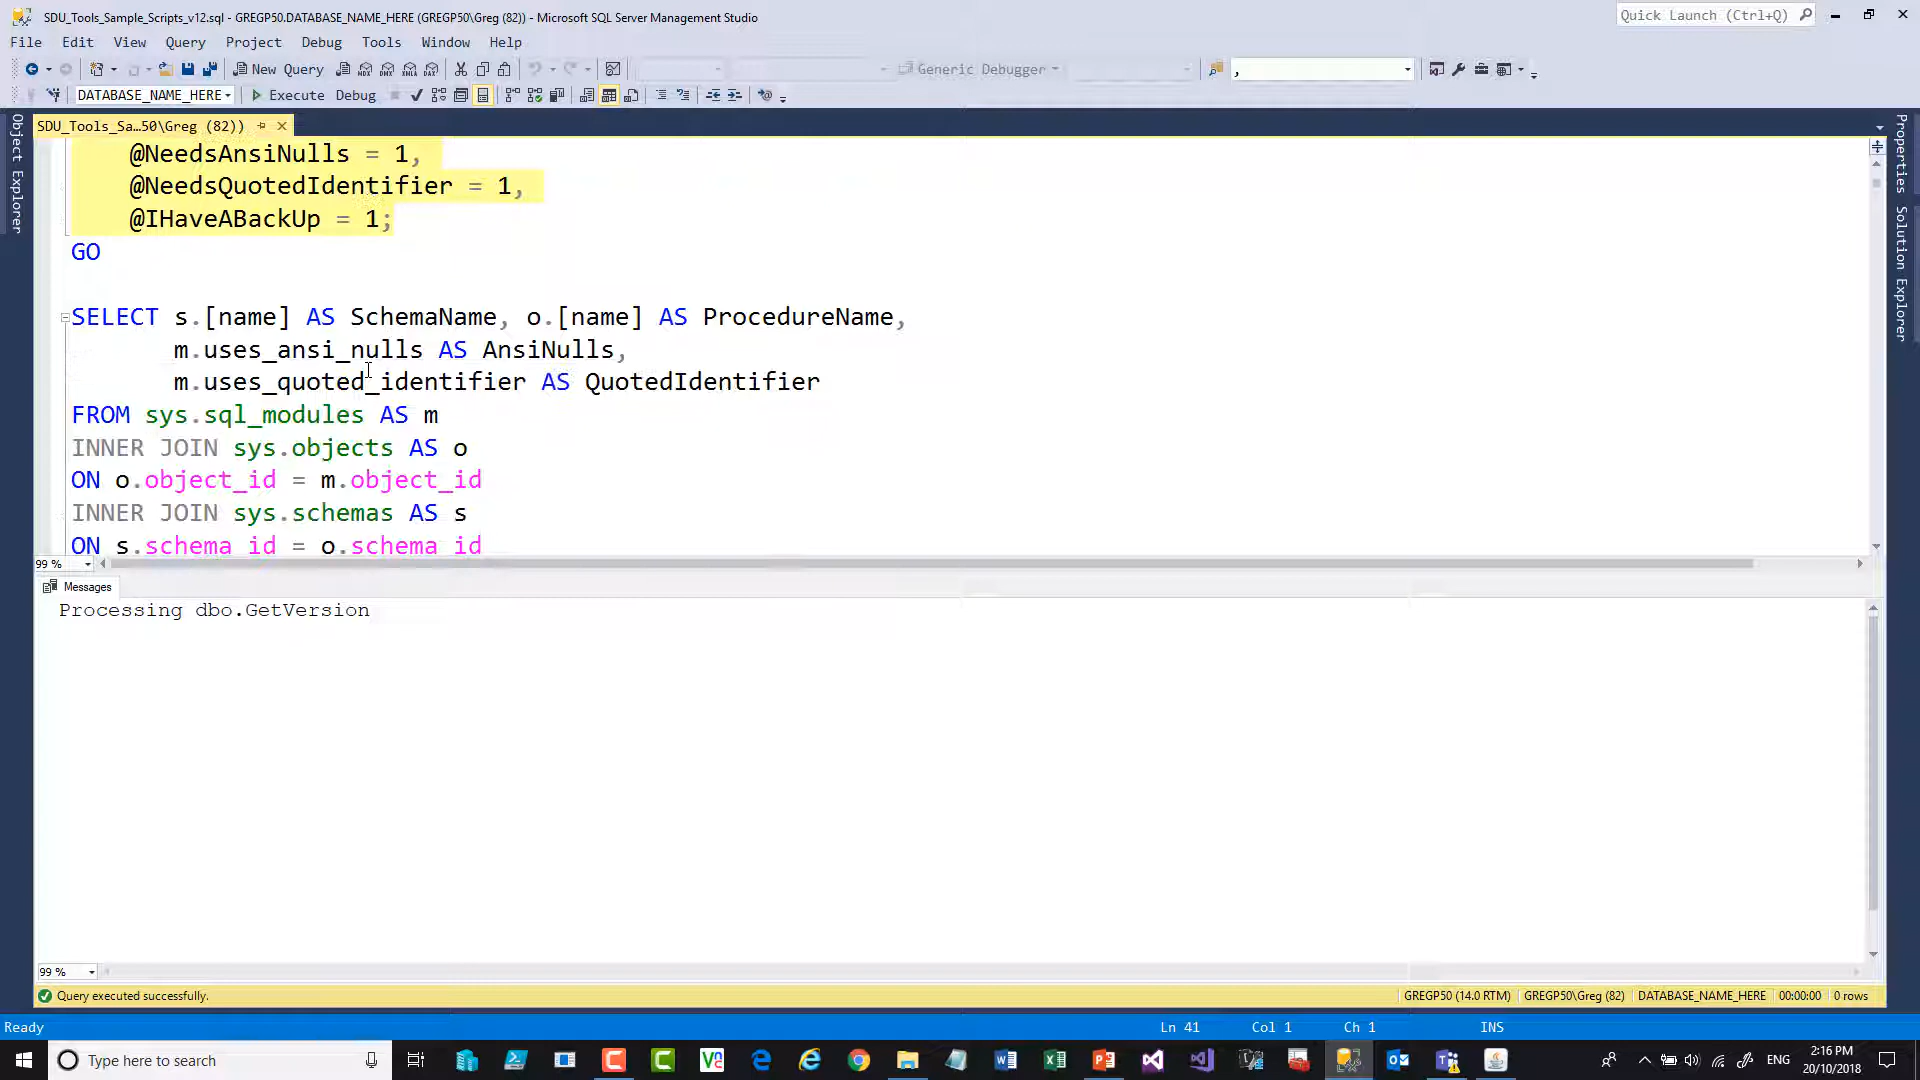 SDU_Tools_Sample_Scripts_v12.sql - GREGP50.DATABASE_NAME_HERE (GREGP50\Greg (82)) - Microsoft SQL Server Management Studio
Quick Launch (Ctrl+Q)
File Edit View Query Project Debug Tools Window Help
New Query
Generic Debugger
,
DATABASE_NAME_HERE
Execute Debug
SDU_Tools_Sa...50\Greg (82))
Object Explorer
Properties
Solution Explorer
@NeedsAnsiNulls = 1,
@NeedsQuotedIdentifier = 1,
@IHaveABackUp = 1;
GO
SELECT s.[name] AS SchemaName, o.[name] AS ProcedureName,
m.uses_ansi_nulls AS AnsiNulls,
m.uses_quoted_identifier AS QuotedIdentifier
FROM sys.sql_modules AS m
INNER JOIN sys.objects AS o
ON o.object_id = m.object_id
INNER JOIN sys.schemas AS s
ON s.schema_id = o.schema_id
99 %
Messages
Processing dbo.GetVersion
99 %
Query executed successfully.
GREGP50 (14.0 RTM) GREGP50\Greg (82) DATABASE_NAME_HERE 00:00:00 0 rows
Ready
Ln 41 Col 1 Ch 1 INS
Type here to search
ENG
2:16 PM
20/10/2018